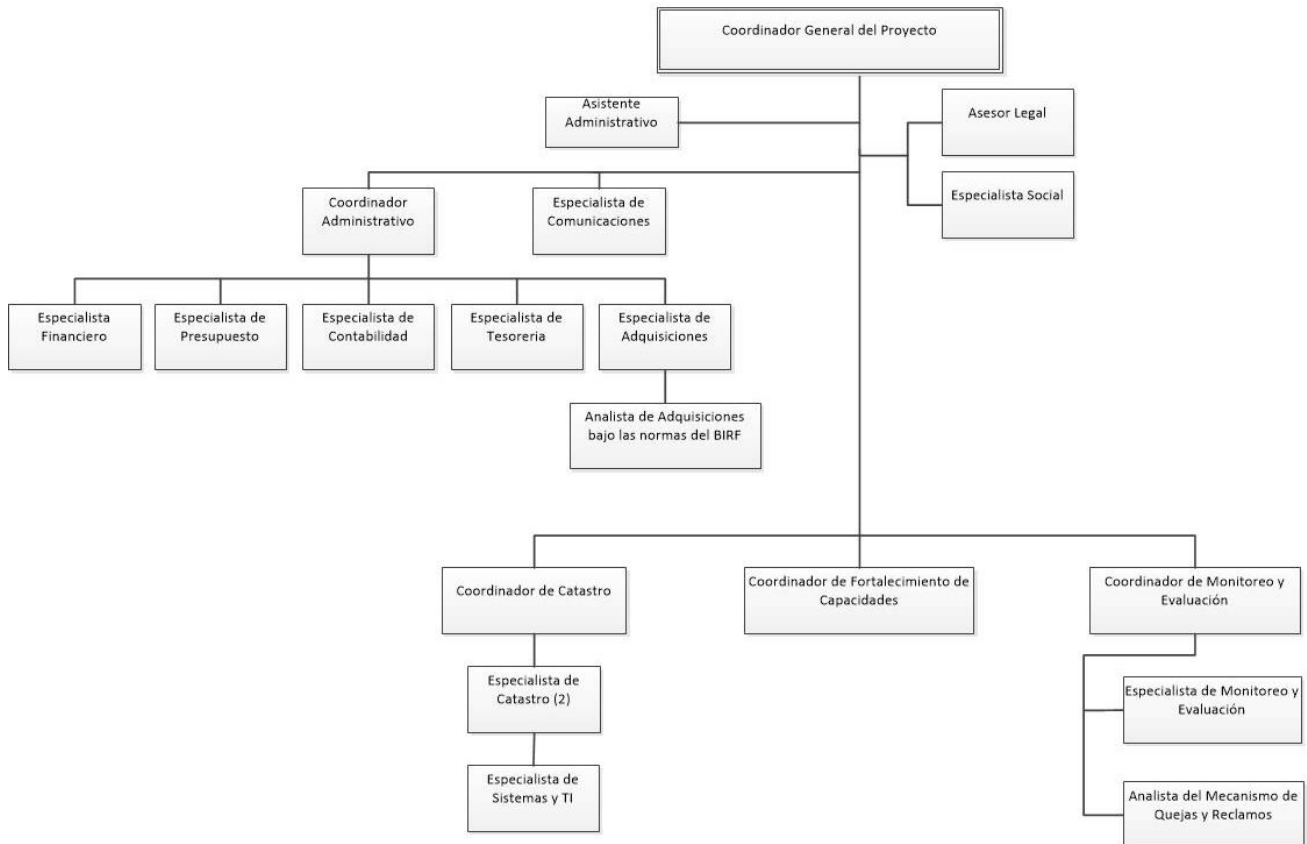 Coordinador General del Proyecto
Asistente
Administrativo
Asesor Legal
Especialista Social
Coordinador
Administrativo
Especialista de
Comunicaciones
Especialista
Financiero
Especialista de
Presupuesto
Especialista de
Contabilidad
Especialista de
Tesoreria
Especialista de
Adquisiciones
Analista de Adquisiciones
bajo las normas del BIRF
Coordinador de Catastro
Coordinador de Fortalecimiento de
Capacidades
Coordinador de Monitoreo y
Evaluación
Especialista de
Catastro (2)
Especialista de
Sistemas y TI
Especialista de Monitoreo y
Evaluación
Analista del Mecanismo de
Quejas y Reclamos